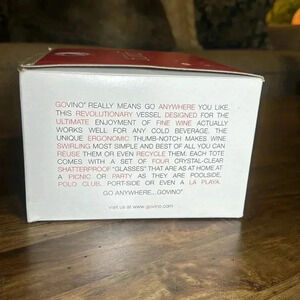 GOVINO® REALLY MEANS GO ANYWHERE YOU LIKE.
THIS REVOLUTIONARY VESSEL DESIGNED FOR THE
ULTIMATE ENJOYMENT OF FINE WINE ACTUALLY
WORKS WELL FOR ANY COLD BEVERAGE. THE
UNIQUE ERGONOMIC THUMB-NOTCH MAKES WINE
SWIRLING MOST SIMPLE AND BEST OF ALL YOU CAN
REUSE THEM OR EVEN RECYCLE THEM. EACH TOTE
COMES WITH A SET OF FOUR CRYSTAL-CLEAR
SHATTERPROOF "GLASSES" THAT ARE AS AT HOME AT
A PICNIC OR PARTY AS THEY ARE POOLSIDE,
POLO CLUB, PORT-SIDE OR EVEN A LA PLAYA.
GO ANYWHERE...GOVINO®
visit us at www.govino.com